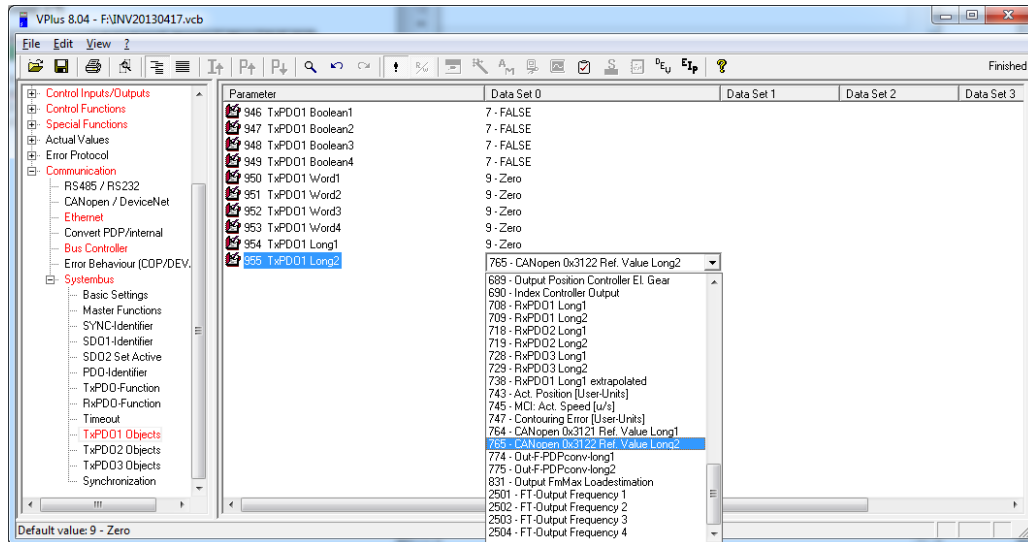 VPlus 8.04 - F:\INV20130417.vcb
File Edit View ?
Finished
Control Inputs/Outputs
Control Functions
Special Functions
Actual Values
Error Protocol
Communication
RS485 / RS232
CANopen / DeviceNet
Ethernet
Convert PDP/internal
Bus Controller
Error Behaviour (COP/DEV.
Systembus
Basic Settings
Master Functions
SYNC-Identifier
SDO1-Identifier
SDO2 Set Active
PDO-Identifier
TxPDO-Function
RxPDO-Function
Timeout
TxPDO1 Objects
TxPDO2 Objects
TxPDO3 Objects
Synchronization
Parameter Data Set 0 Data Set 1 Data Set 2 Data Set 3
946 TxPDO1 Boolean1 7 - FALSE
947 TxPDO1 Boolean2 7 - FALSE
948 TxPDO1 Boolean3 7 - FALSE
949 TxPDO1 Boolean4 7 - FALSE
950 TxPDO1 Word1 9 - Zero
951 TxPDO1 Word2 9 - Zero
952 TxPDO1 Word3 9 - Zero
953 TxPDO1 Word4 9 - Zero
954 TxPDO1 Long1 9 - Zero
955 TxPDO1 Long2 765 - CANopen 0x3122 Ref. Value Long2
689 - Output Position Controller El. Gear
690 - Index Controller Output
708 - RxPDO1 Long1
709 - RxPDO1 Long2
718 - RxPDO2 Long1
719 - RxPDO2 Long2
728 - RxPDO3 Long1
729 - RxPDO3 Long2
738 - RxPDO1 Long1 extrapolated
743 - Act. Position [User-Units]
745 - MCI: Act. Speed [u/s]
747 - Contouring Error [User-Units]
764 - CANopen 0x3121 Ref. Value Long1
765 - CANopen 0x3122 Ref. Value Long2
774 - Out-F-PDPconv-long1
775 - Out-F-PDPconv-long2
831 - Output FmMax Loadestimation
2501 - FT-Output Frequency 1
2502 - FT-Output Frequency 2
2503 - FT-Output Frequency 3
2504 - FT-Output Frequency 4
Default value: 9 - Zero